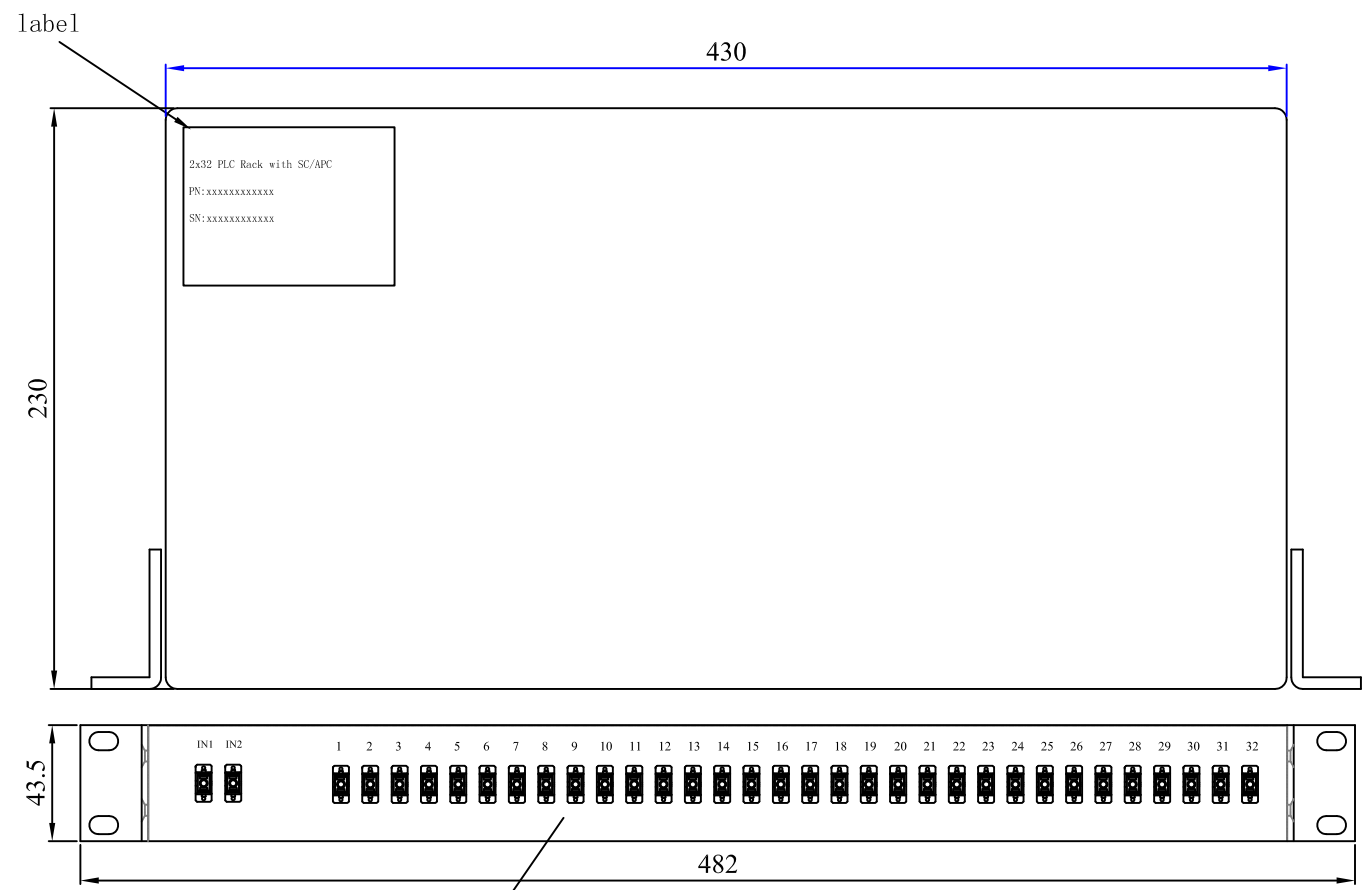 label
430
2x32 PLC Rack with SC/APC
PN:xxxxxxxxxxxx
SN:xxxxxxxxxxxx
230
IN1 IN2 1 2 3 4 5 6 7 8 9 10 11 12 13 14 15 16 17 18 19 20 21 22 23 24 25 26 27 28 29 30 31 32
43.5
482